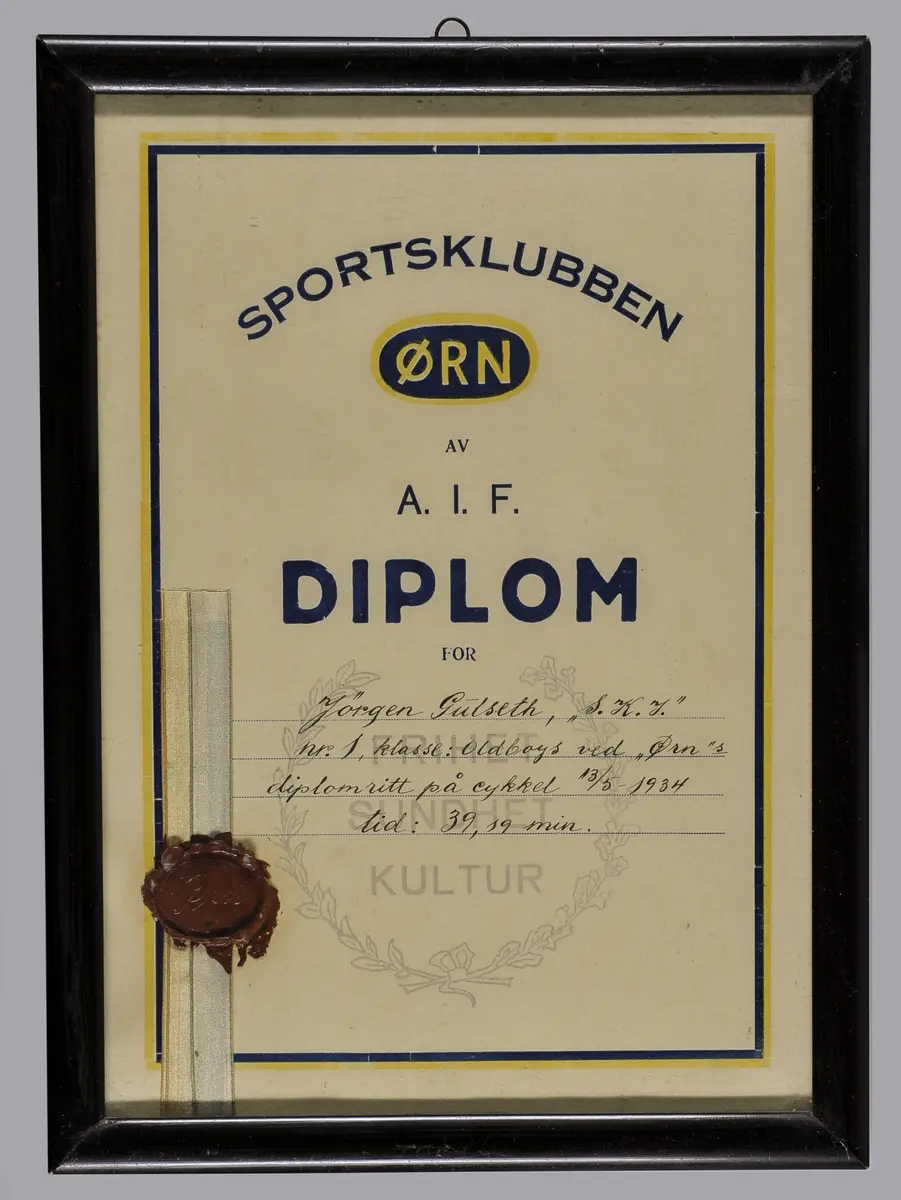 SPORTSKLUBBEN
ØRN
AV
A. I. F.
DIPLOM
FOR
Jörgen Gulseth, „S. K. I."
nr. 1, klasse: Oldboys ved „Ørn"s
FRIHET
diplomritt på cykkel 13/5 - 1934
SUNDHET
tid: 39,19 min.
KULTUR